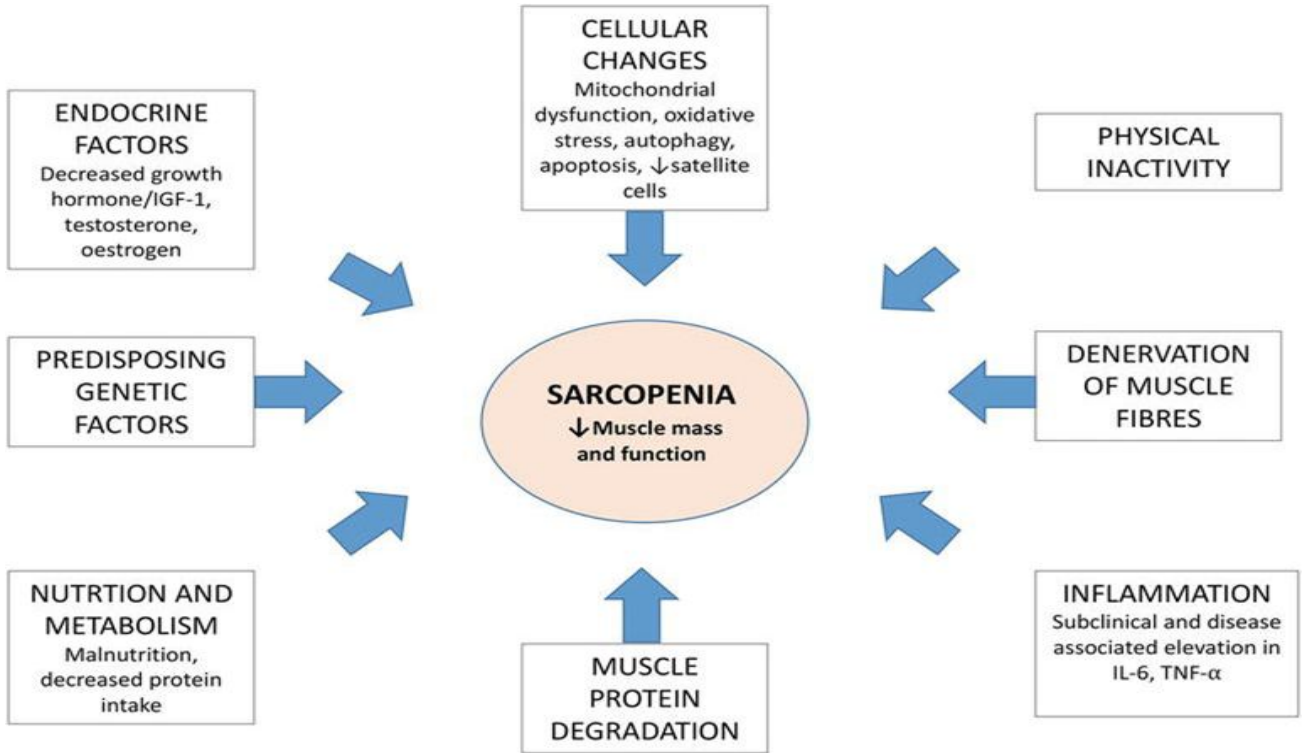 CELLULAR
CHANGES
Mitochondrial
dysfunction, oxidative
stress, autophagy,
apoptosis, ↓satellite
cells
ENDOCRINE
FACTORS
Decreased growth
hormone/IGF-1,
testosterone,
oestrogen
PHYSICAL
INACTIVITY
PREDISPOSING
GENETIC
FACTORS
SARCOPENIA
↓Muscle mass
and function
DENERVATION
OF MUSCLE
FIBRES
NUTRTION AND
METABOLISM
Malnutrition,
decreased protein
intake
MUSCLE
PROTEIN
DEGRADATION
INFLAMMATION
Subclinical and disease
associated elevation in
IL-6, TNF-α